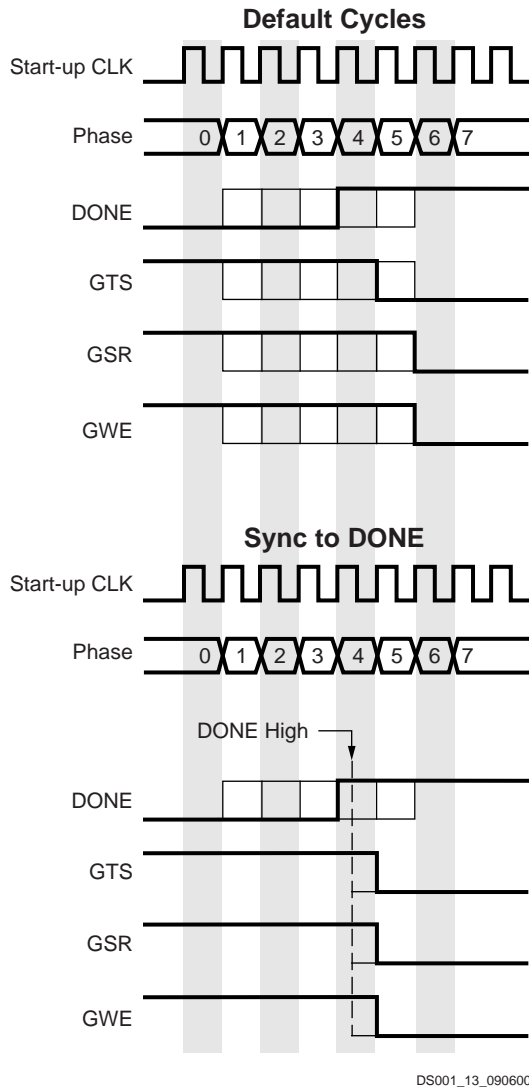 Default Cycles
Start-up CLK
Phase 0 1 2 3 4 5 6 7
DONE
GTS
GSR
GWE
Sync to DONE
Start-up CLK
Phase 0 1 2 3 4 5 6 7
DONE High
DONE
GTS
GSR
GWE
DS001_13_090600